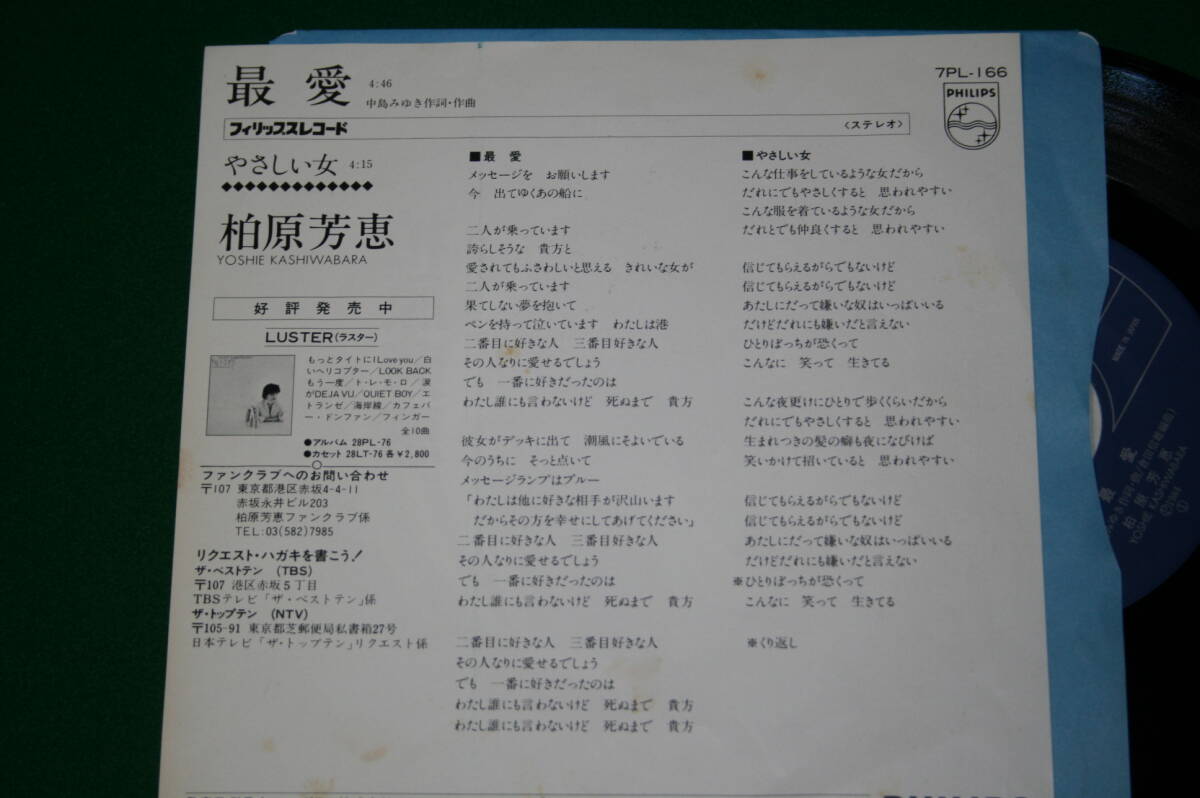 最愛 4:46
中島みゆき作詞・作曲
7PL-166
PHILIPS
フィリップスレコード
〈ステレオ〉
やさしい女 4:15
柏原芳恵
YOSHIE KASHIWABARA
好評発売中
LUSTER(ラスター)
もっとタイトにI Love you/白
いヘリコプター/LOOK BACK
もう一度/ト・レ・モ・ロ/涙
がDEJA VU/QUIET BOY/エ
トランゼ/海岸線/カフェバ
ー・ドンファン/フィンガー
全10曲
●アルバム 28PL-76
●カセット 28LT-76 各¥2,800
ファンクラブへのお問い合わせ
〒107 東京都港区赤坂4-4-11
赤坂永井ビル203
柏原芳恵ファンクラブ係
TEL:03(582)7985
リクエスト・ハガキを書こう!
ザ・ベストテン (TBS)
〒107 港区赤坂5丁目
TBSテレビ「ザ・ベストテン」係
ザ・トップテン (NTV)
〒105-91 東京都芝郵便局私書箱27号
日本テレビ「ザ・トップテン」リクエスト係
■最愛
メッセージを お願いします
今 出てゆくあの船に
二人が乗っています
誇らしそうな 貴方と
愛されてもふさわしいと思える きれいな女が
二人が乗っています
果てしない夢を抱いて
ペンを持って泣いています わたしは港
二番目に好きな人 三番目好きな人
その人なりに愛せるでしょう
でも 一番に好きだったのは
わたし誰にも言わないけど 死ぬまで 貴方
彼女がデッキに出て 潮風にそよいでいる
今のうちに そっと点いて
メッセージランプはブルー
「わたしは他に好きな相手が沢山います
だからその方を幸せにしてあげてください」
二番目に好きな人 三番目好きな人
その人なりに愛せるでしょう
でも 一番に好きだったのは
わたし誰にも言わないけど 死ぬまで 貴方
二番目に好きな人 三番目好きな人
その人なりに愛せるでしょう
でも 一番に好きだったのは
わたし誰にも言わないけど 死ぬまで 貴方
わたし誰にも言わないけど 死ぬまで 貴方
■やさしい女
こんな仕事をしているような女だから
だれにでもやさしくすると 思われやすい
こんな服を着ているような女だから
だれとでも仲良くすると 思われやすい
信じてもらえるがらでもないけど
信じてもらえるがらでもないけど
あたしにだって嫌いな奴はいっぱいいる
だけどだれにも嫌いだと言えない
ひとりぼっちが恐くって
こんなに 笑って 生きてる
こんな夜更けにひとりで歩くくらいだから
だれにでもやさしくすると 思われやすい
生まれつきの髪の癖も夜になびけば
笑いかけて招いていると 思われやすい
信じてもらえるがらでもないけど
信じてもらえるがらでもないけど
あたしにだって嫌いな奴はいっぱいいる
だけどだれにも嫌いだと言えない
※ひとりぼっちが恐くって
こんなに 笑って 生きてる
※くり返し
MADE IN JAPAN
最愛
柏原芳恵
YOSHIE KASHIWABARA